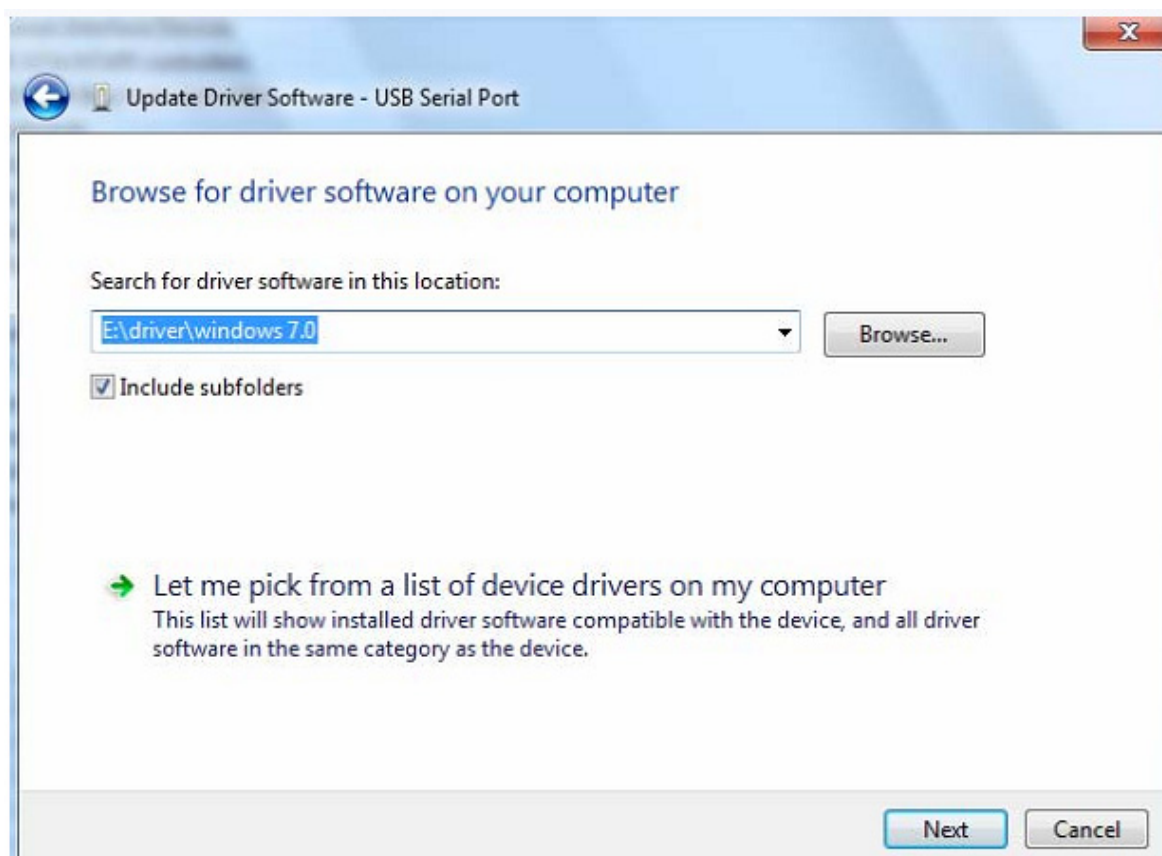 Update Driver Software - USB Serial Port
Browse for driver software on your computer
Search for driver software in this location:
E:\driver\windows 7.0
Browse...
Include subfolders
Let me pick from a list of device drivers on my computer
This list will show installed driver software compatible with the device, and all driver
software in the same category as the device.
Next
Cancel